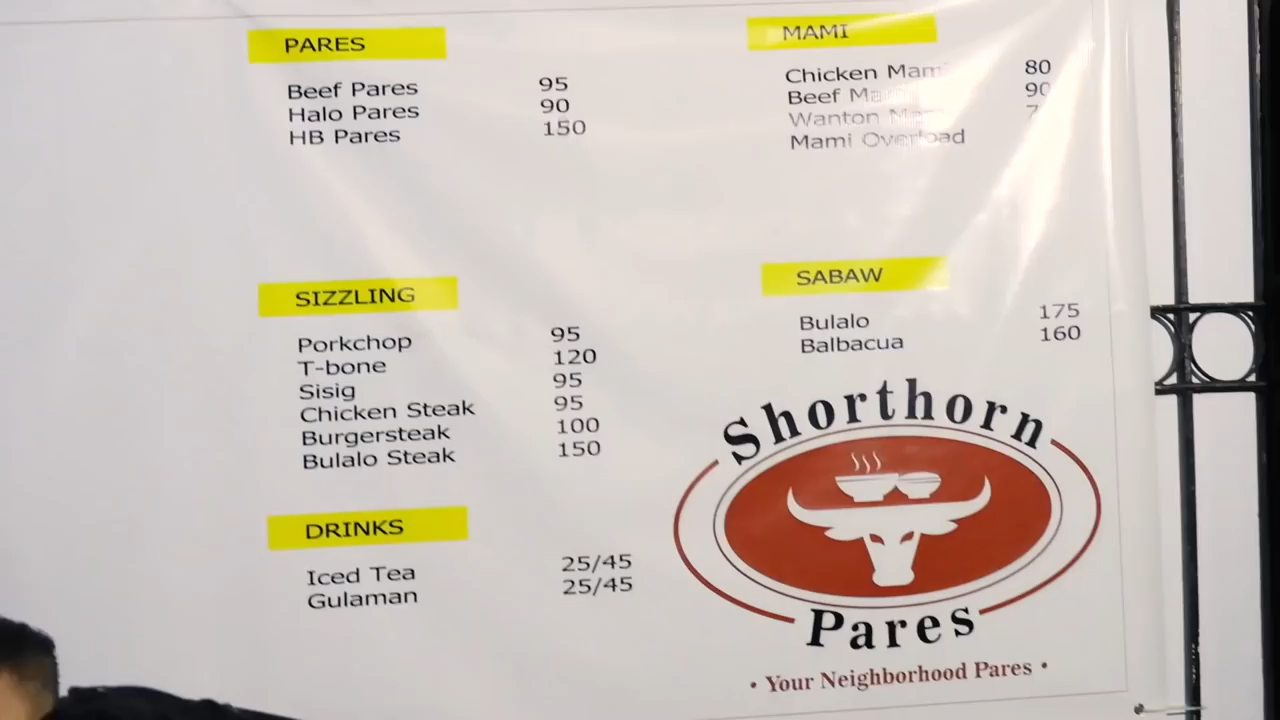 PARES
Beef Pares 95
Halo Pares 90
HB Pares 150
SIZZLING
Porkchop 95
T-bone 120
Sisig 95
Chicken Steak 95
Burgersteak 100
Bulalo Steak 150
DRINKS
Iced Tea 25/45
Gulaman 25/45
MAMI
Chicken Mami 80
Beef Mami 90
Wanton Mami
Mami Overload
SABAW
Bulalo 175
Balbacua 160
Shorthorn
Pares
• Your Neighborhood Pares •